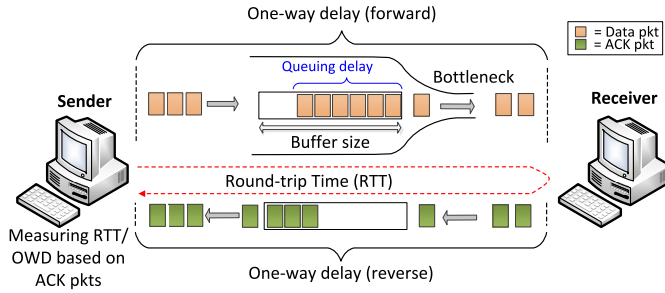 One-way delay (forward)
= Data pkt
= ACK pkt
Queuing delay
Bottleneck
Sender
Receiver
Buffer size
Round-trip Time (RTT)
Measuring RTT/
OWD based on
ACK pkts
One-way delay (reverse)